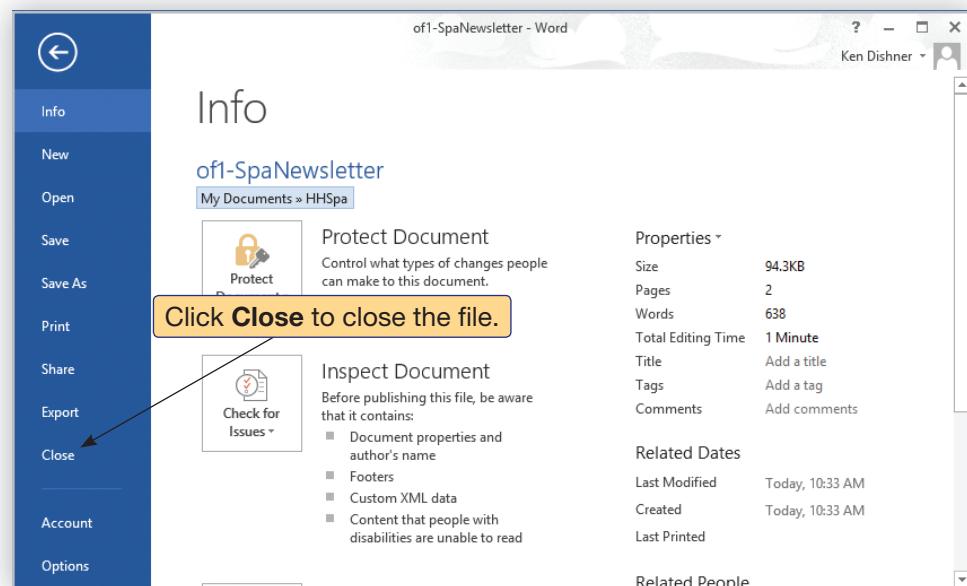 of1-SpaNewsletter - Word
?
Ken Dishner
Info
New
Open
Save
Save As
Print
Share
Export
Close
Account
Options
Info
of1-SpaNewsletter
My Documents » HHSpa
Protect
Protect Document
Control what types of changes people
can make to this document.
Click Close to close the file.
Check for
Issues
Inspect Document
Before publishing this file, be aware
that it contains:
Document properties and
author's name
Footers
Custom XML data
Content that people with
disabilities are unable to read
Properties
Size 94.3KB
Pages 2
Words 638
Total Editing Time 1 Minute
Title Add a title
Tags Add a tag
Comments Add comments
Related Dates
Last Modified Today, 10:33 AM
Created Today, 10:33 AM
Last Printed
Related People